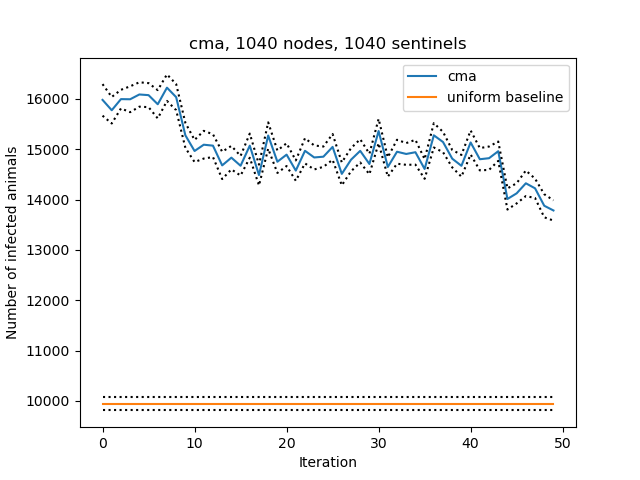 cma, 1040 nodes, 1040 sentinels
cma
uniform baseline
Number of infected animals
16000
15000
14000
13000
12000
11000
10000
0
10
20
30
40
50
Iteration